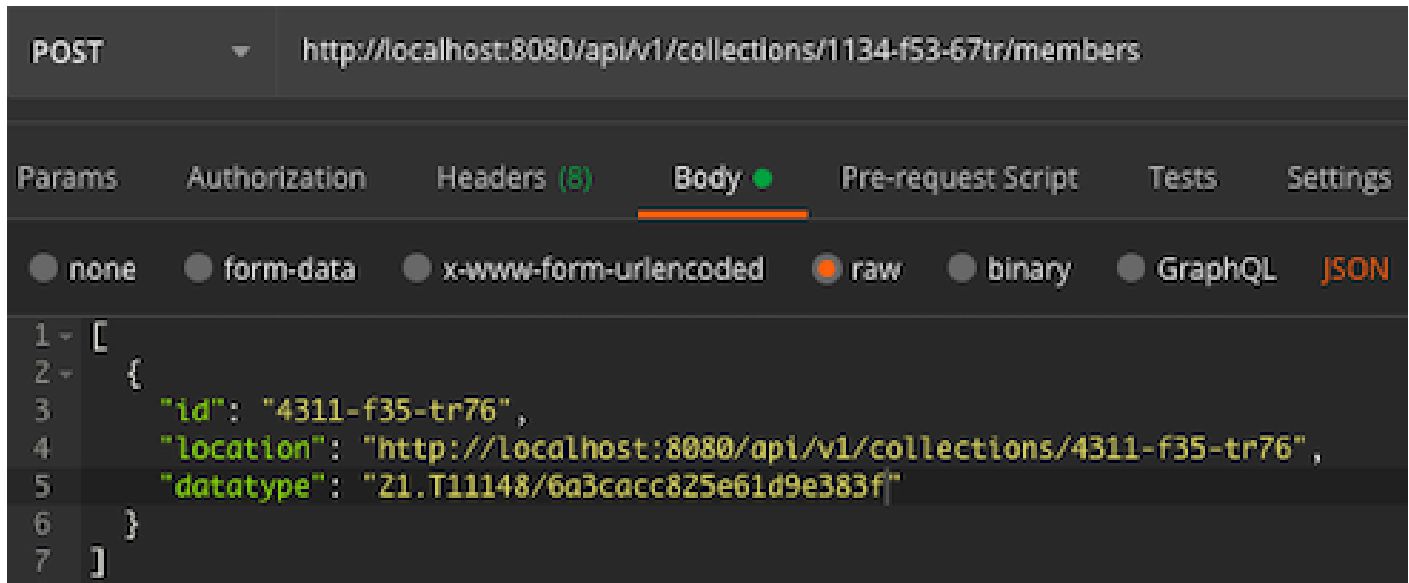 POST http://localhost:8080/api/v1/collections/1134-f53-67tr/members
Params Authorization Headers (8) Body Pre-request Script Tests Settings
none form-data x-www-form-urlencoded raw binary GraphQL JSON
1 [
2 {
3 "id": "4311-f35-tr76",
4 "location": "http://localhost:8080/api/v1/collections/4311-f35-tr76",
5 "datatype": "21.T11148/6a3cacc825e61d9e383f"
6 }
7 ]